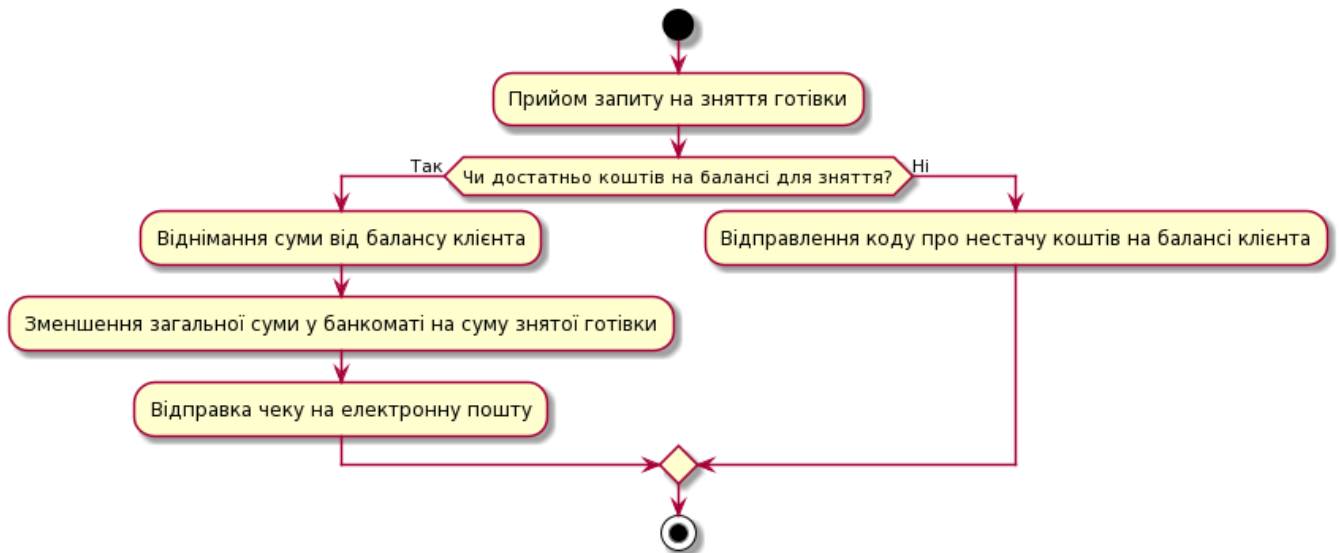 Прийом запиту на зняття готівки
Так
Чи достатньо коштів на балансі для зняття?
Ні
Віднімання суми від балансу клієнта
Відправлення коду про нестачу коштів на балансі клієнта
Зменшення загальної суми у банкоматі на суму знятої готівки
Відправка чеку на електронну пошту